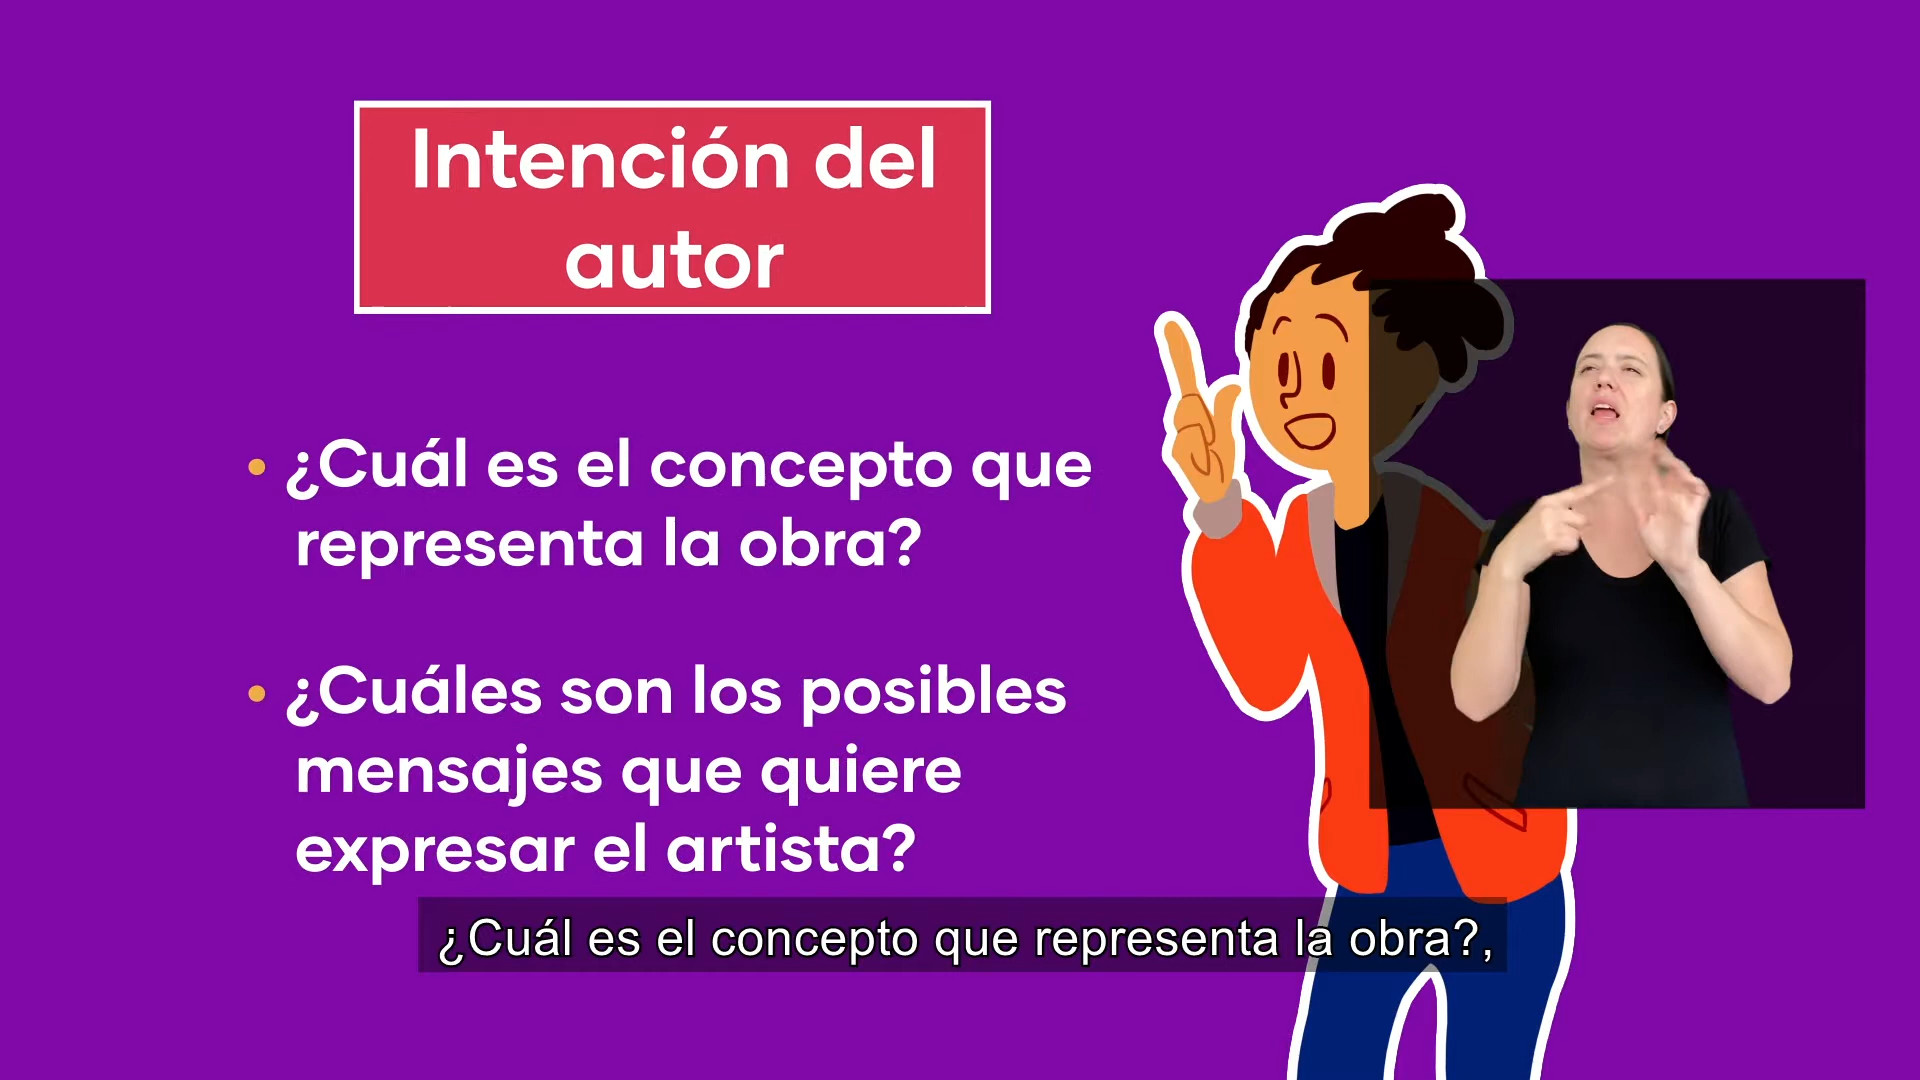 Intención del
autor
• ¿Cuál es el concepto que
representa la obra?
• ¿Cuáles son los posibles
mensajes que quiere
expresar el artista?
¿Cuál es el concepto que representa la obra?,